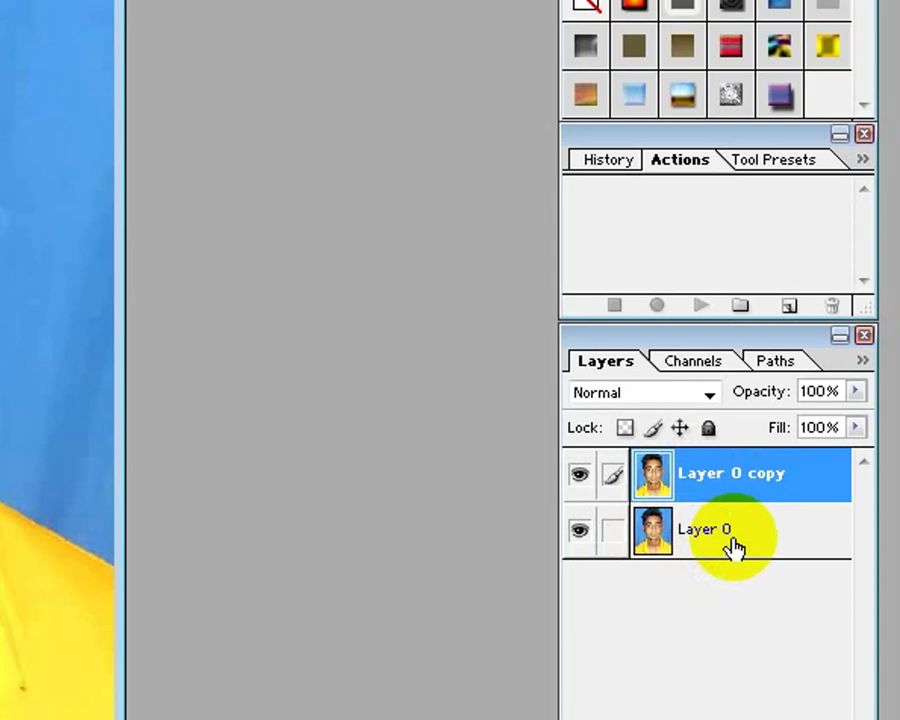 History Actions Tool Presets
Layers Channels Paths
Normal Opacity: 100%
Lock: Fill: 100%
Layer 0 copy
Layer 0